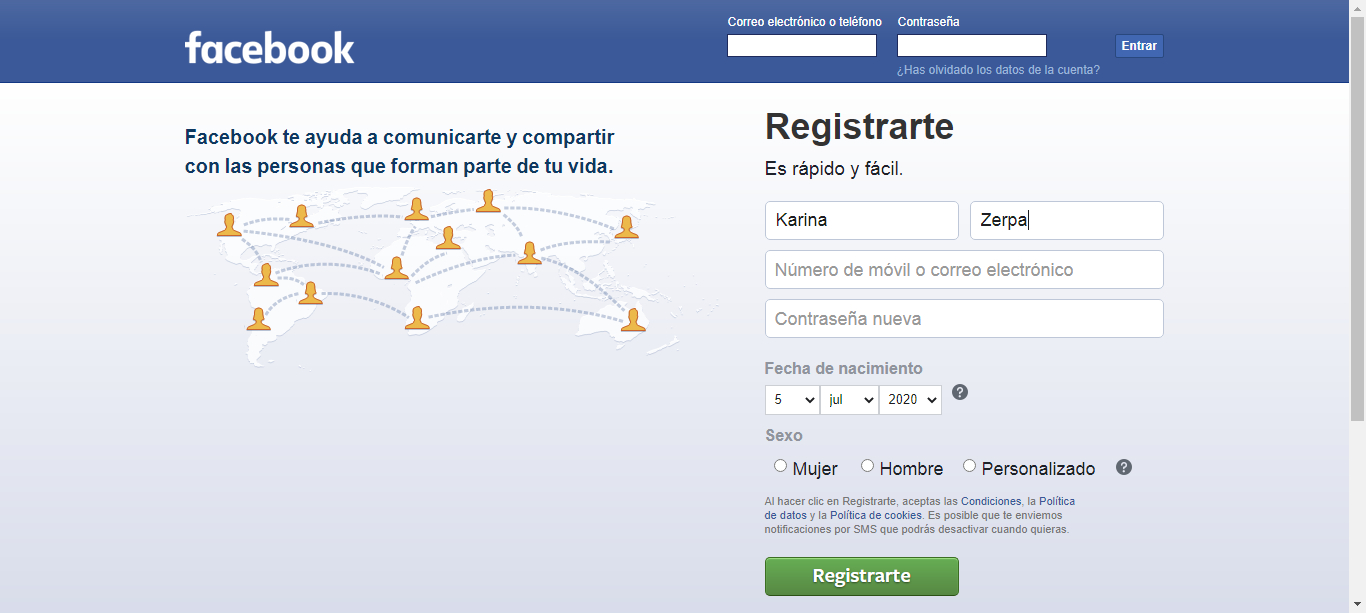 facebook
Correo electrónico o teléfono
Contraseña
Entrar
¿Has olvidado los datos de la cuenta?
Facebook te ayuda a comunicarte y compartir
con las personas que forman parte de tu vida.
Registrarte
Es rápido y fácil.
Karina
Zerpa
Número de móvil o correo electrónico
Contraseña nueva
Fecha de nacimiento
5 jul 2020 ?
Sexo
Mujer Hombre Personalizado ?
Al hacer clic en Registrarte, aceptas las Condiciones, la Política
de datos y la Política de cookies. Es posible que te enviemos
notificaciones por SMS que podrás desactivar cuando quieras.
Registrarte